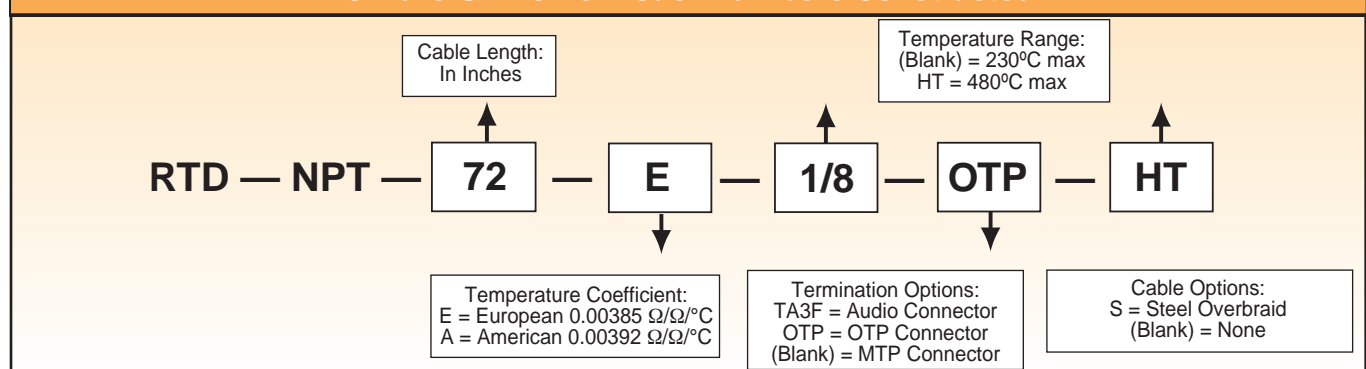 Cable Length:
In Inches
Temperature Range:
(Blank) = 230ºC max
HT = 480ºC max
RTD — NPT — 72 — E — 1/8 — OTP — HT
Temperature Coefficient:
E = European 0.00385 Ω/Ω/°C
A = American 0.00392 Ω/Ω/°C
Termination Options:
TA3F = Audio Connector
OTP = OTP Connector
(Blank) = MTP Connector
Cable Options:
S = Steel Overbraid
(Blank) = None